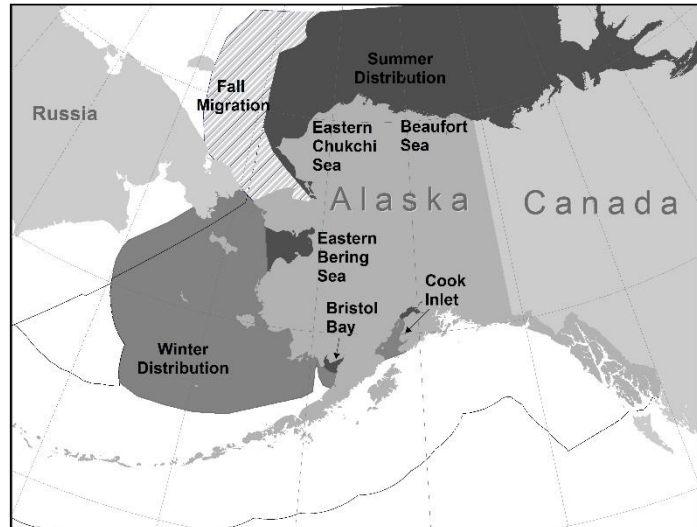 Summer
Distribution
Fall
Migration
Russia
Eastern
Chukchi
Sea
Beaufort
Sea
Alaska
Canada
Eastern
Bering
Sea
Cook
Inlet
Bristol
Bay
Winter
Distribution